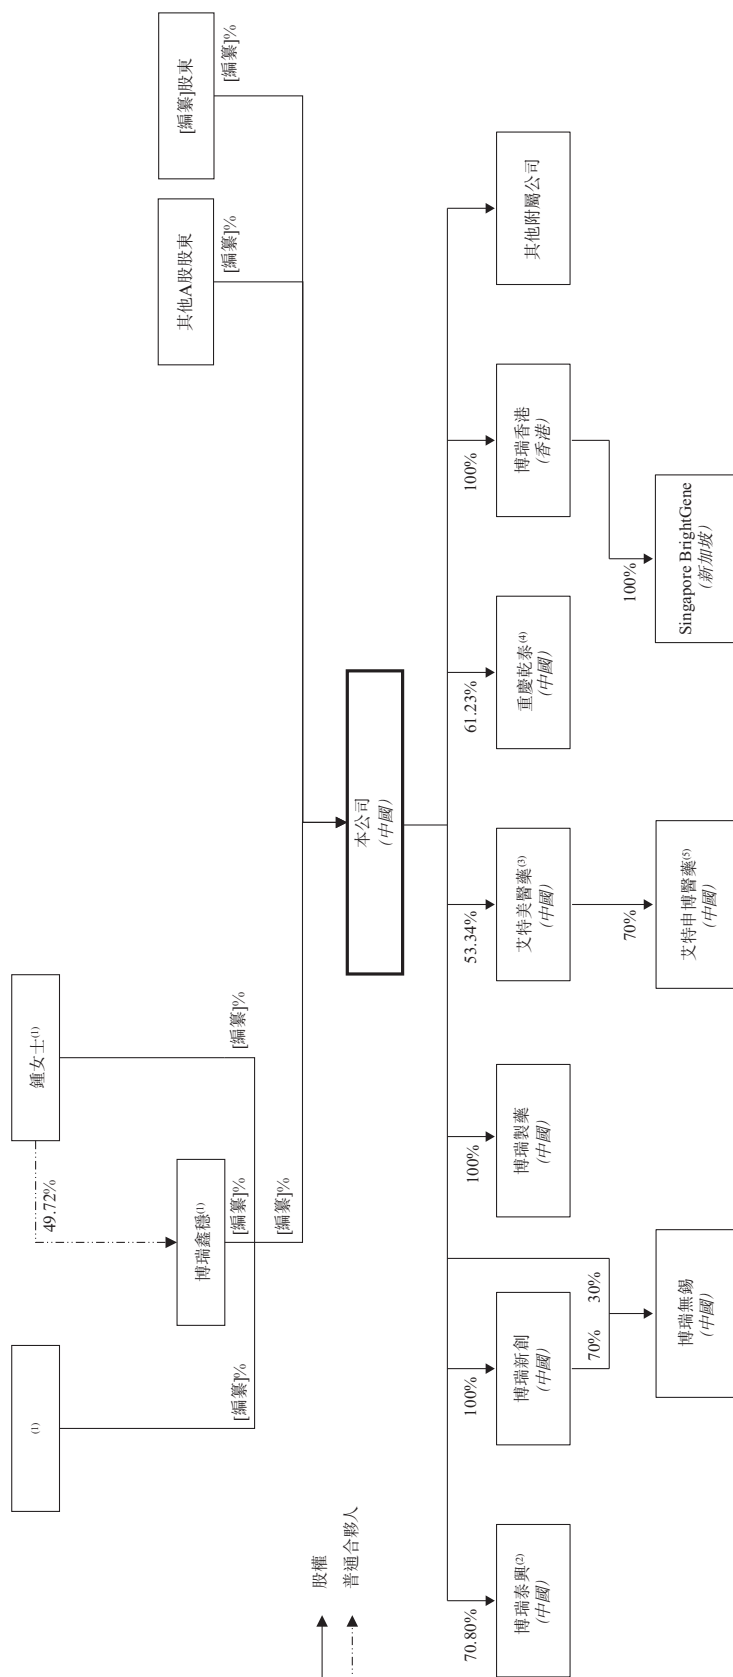 (1)
鍾女士(1)
49.72%
博瑞鑫穩(1)
其他A股股東
[編纂]股東
[編纂]%
[編纂]%
[編纂]%
[編纂]%
[編纂]%
[編纂]%
股權
普通合夥人
本公司
(中國)
70.80%
100%
100%
53.34%
61.23%
100%
博瑞泰興(2)
(中國)
博瑞新創
(中國)
博瑞製藥
(中國)
艾特美醫藥(3)
(中國)
重慶乾泰(4)
(中國)
博瑞香港
(香港)
其他附屬公司
70%
30%
70%
100%
博瑞無錫
(中國)
艾特申博醫藥(5)
(中國)
Singapore BrightGene
(新加坡)